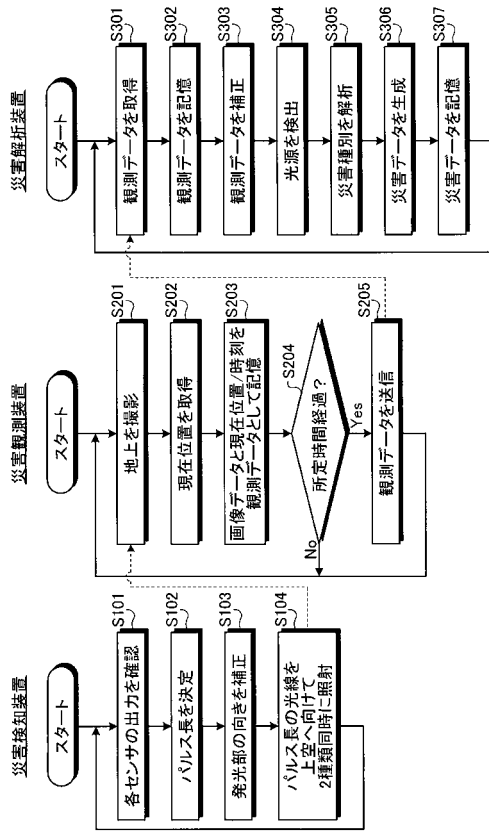 災害検知装置
スタート
S101
各センサの出力を確認
S102
パルス長を決定
S103
発光部の向きを補正
S104
パルス長の光線を
上空へ向けて
2種類同時に照射
災害観測装置
スタート
S201
地上を撮影
S202
現在位置を取得
S203
画像データと現在位置/時刻を
観測データとして記憶
S204
所定時間経過?
No
Yes
S205
観測データを送信
災害解析装置
スタート
S301
観測データを取得
S302
観測データを記憶
S303
観測データを補正
S304
光源を検出
S305
災害種別を解析
S306
災害データを生成
S307
災害データを記憶